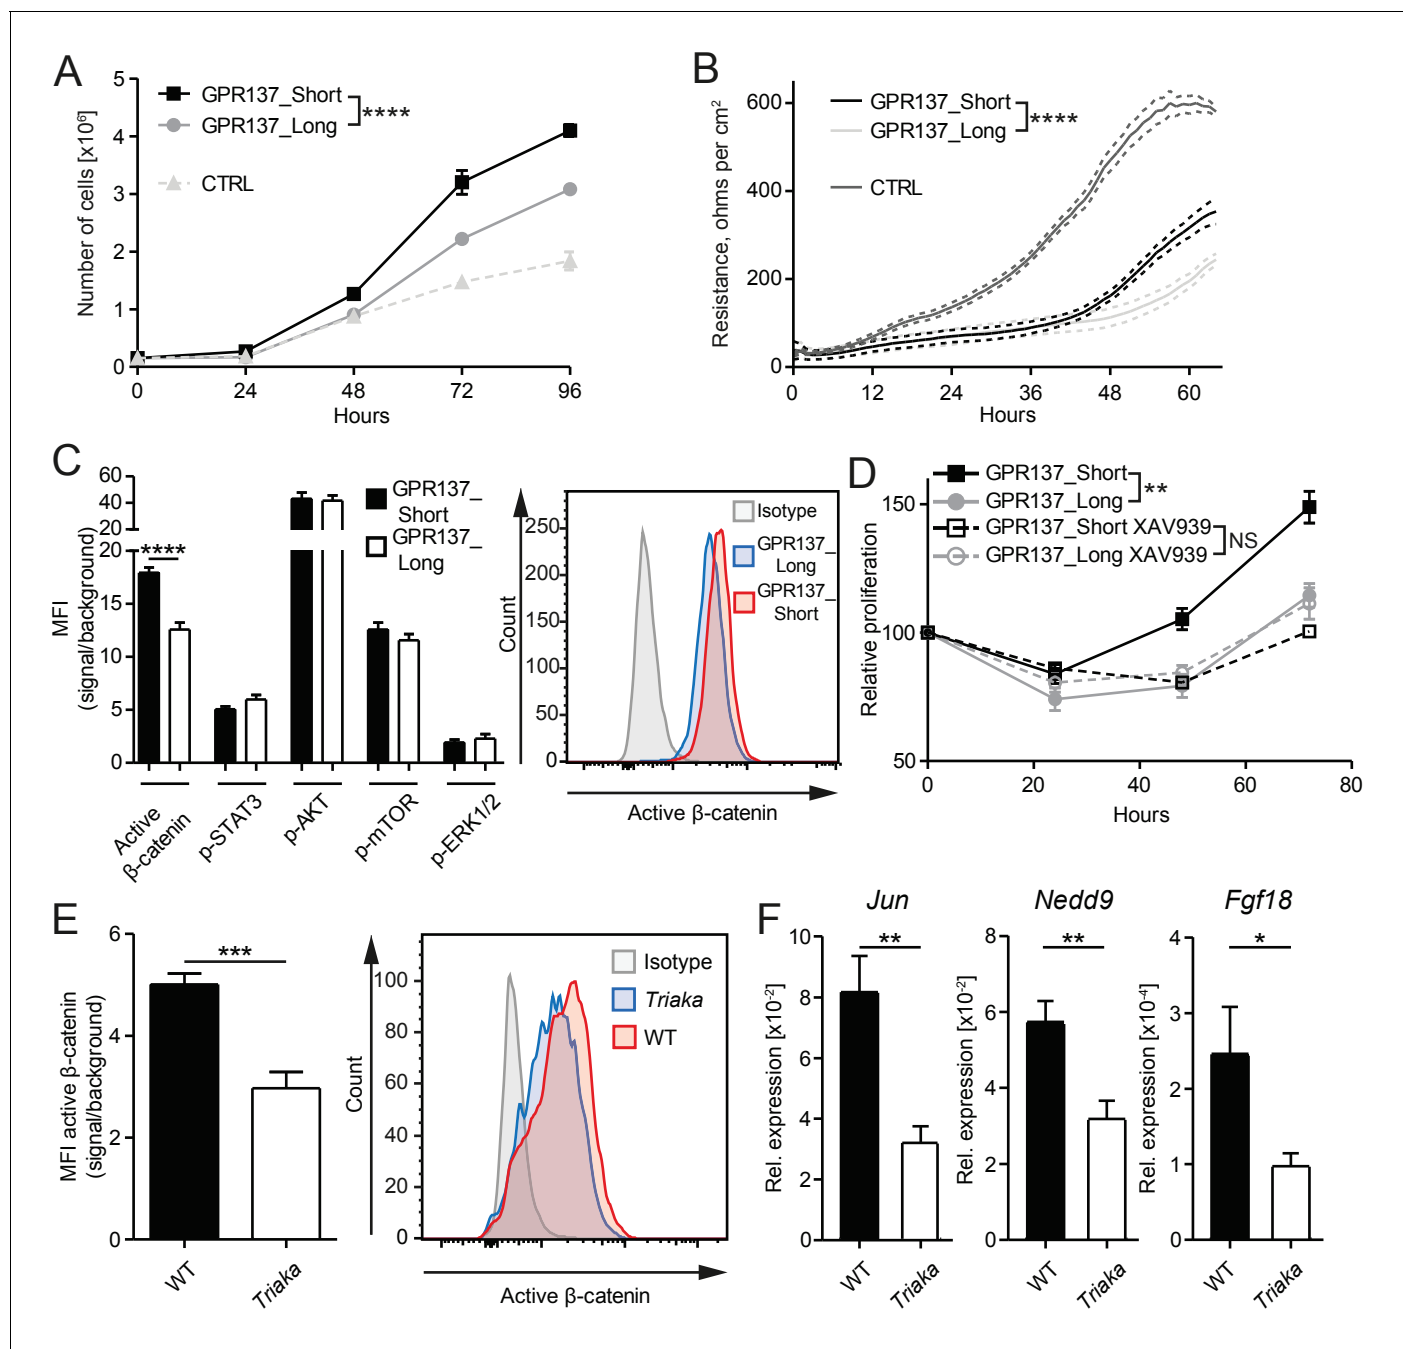 A
Number of cells [x10⁶]
5
4
3
2
1
0
0 24 48 72 96
Hours
GPR137_Short
GPR137_Long
****
CTRL
B
Resistance, ohms per cm²
600
400
200
0
0 12 24 36 48 60
Hours
GPR137_Short
GPR137_Long
****
CTRL
C
MFI
(signal/background)
60
40
20
20
15
10
5
0
****
GPR137_
Short
GPR137_
Long
Active
β-catenin
p-STAT3
p-AKT
p-mTOR
p-ERK1/2
Count
250
200
150
100
50
0
Isotype
GPR137_
Long
GPR137_
Short
Active β-catenin
D
Relative proliferation
150
100
50
0 20 40 60 80
Hours
GPR137_Short
GPR137_Long
**
GPR137_Short XAV939
GPR137_Long XAV939
NS
E
MFI active β-catenin
(signal/background)
6
4
2
0
***
WT
Triaka
Count
100
80
60
40
20
0
Isotype
Triaka
WT
Active β-catenin
F
Jun
Rel. expression [x10⁻²]
10
8
6
4
2
0
**
WT
Triaka
Nedd9
Rel. expression [x10⁻²]
8
6
4
2
0
**
WT
Triaka
Fgf18
Rel. expression [x10⁻⁴]
4
3
2
1
0
*
WT
Triaka